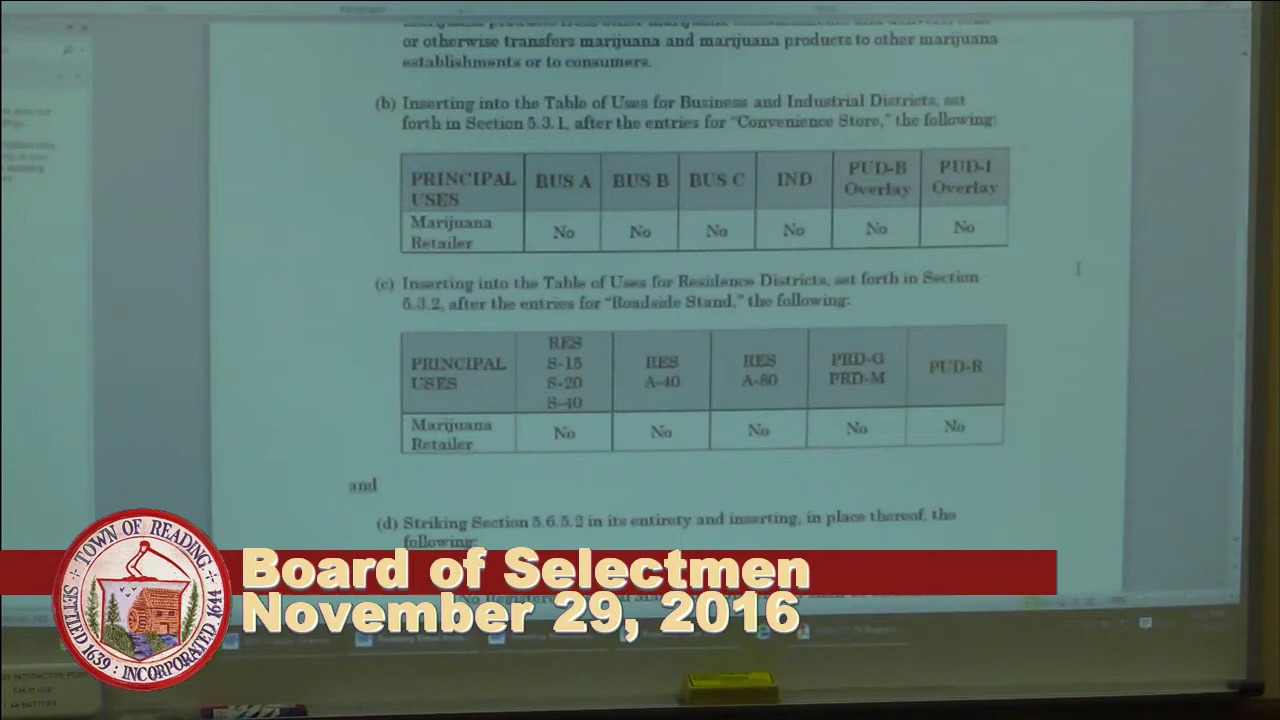 or otherwise transfers marijuana and marijuana products to other marijuana
establishments or to consumers.
(b) Inserting into the Table of Uses for Business and Industrial Districts, set
forth in Section 5.3.1, after the entries for “Convenience Store,” the following:
PRINCIPAL USES BUS A BUS B BUS C IND PUD-B Overlay PUD-I Overlay
Marijuana Retailer No No No No No No
(c) Inserting into the Table of Uses for Residence Districts, set forth in Section
5.3.2, after the entries for “Roadside Stand,” the following:
PRINCIPAL USES RES S-15 S-20 S-40 RES A-40 RES A-80 PRD-G PRD-M PUD-R
Marijuana Retailer No No No No No
and
(d) Striking Section 5.6.5.2 in its entirety and inserting, in place thereof, the
following:
Board of Selectmen
November 29, 2016
TOWN OF READING
SETTLED 1639 : INCORPORATED 1644